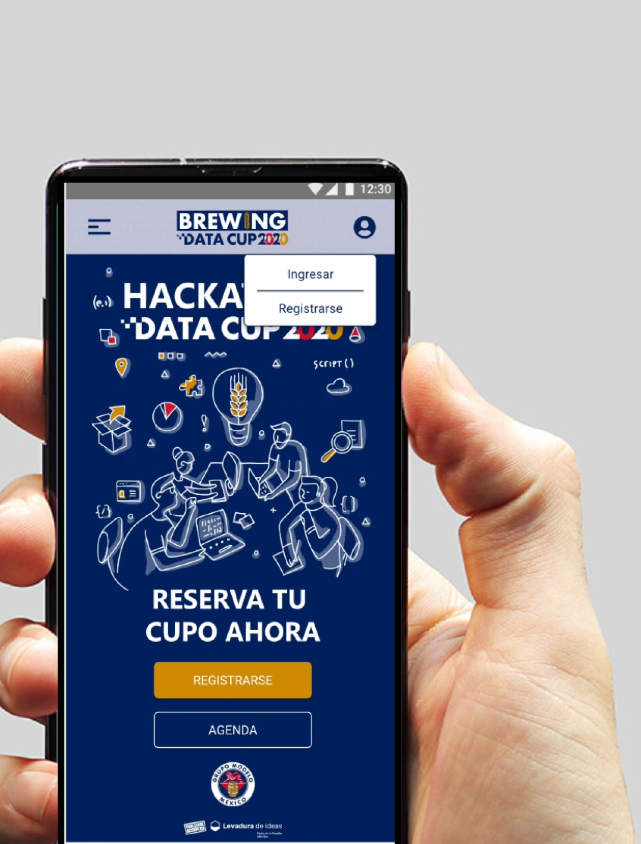 12:30
BREWING
DATA CUP 2020
Ingresar
Registrarse
HACKA
(e.)
DATA CUP 2020
SCRIPT()
RESERVA TU
CUPO AHORA
REGISTRARSE
AGENDA
GRUPO MODELO
MÉXICO
Levadura de ideas